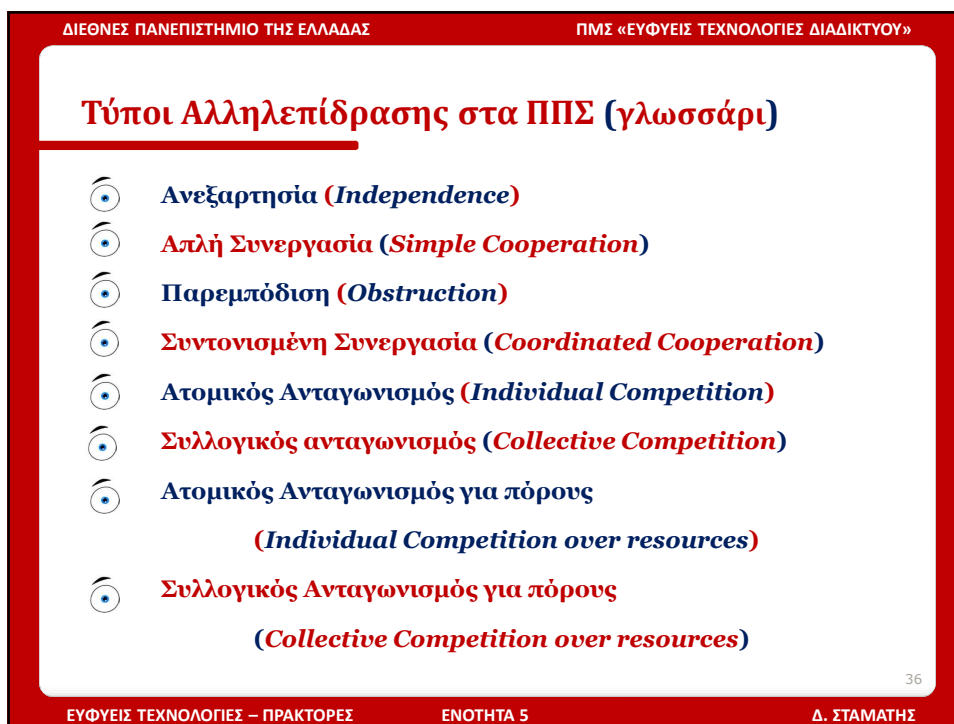 ΔΙΕΘΝΕΣ ΠΑΝΕΠΙΣΤΗΜΙΟ ΤΗΣ ΕΛΛΑΔΑΣ ΠΜΣ «ΕΥΦΥΕΙΣ ΤΕΧΝΟΛΟΓΙΕΣ ΔΙΑΔΙΚΤΥΟΥ»
Τύποι Αλληλεπίδρασης στα ΠΠΣ (γλωσσάρι)
Ανεξαρτησία (Independence)
Απλή Συνεργασία (Simple Cooperation)
Παρεμπόδιση (Obstruction)
Συντονισμένη Συνεργασία (Coordinated Cooperation)
Ατομικός Ανταγωνισμός (Individual Competition)
Συλλογικός ανταγωνισμός (Collective Competition)
Ατομικός Ανταγωνισμός για πόρους
(Individual Competition over resources)
Συλλογικός Ανταγωνισμός για πόρους
(Collective Competition over resources)
36
ΕΥΦΥΕΙΣ ΤΕΧΝΟΛΟΓΙΕΣ – ΠΡΑΚΤΟΡΕΣ ΕΝΟΤΗΤΑ 5 Δ. ΣΤΑΜΑΤΗΣ